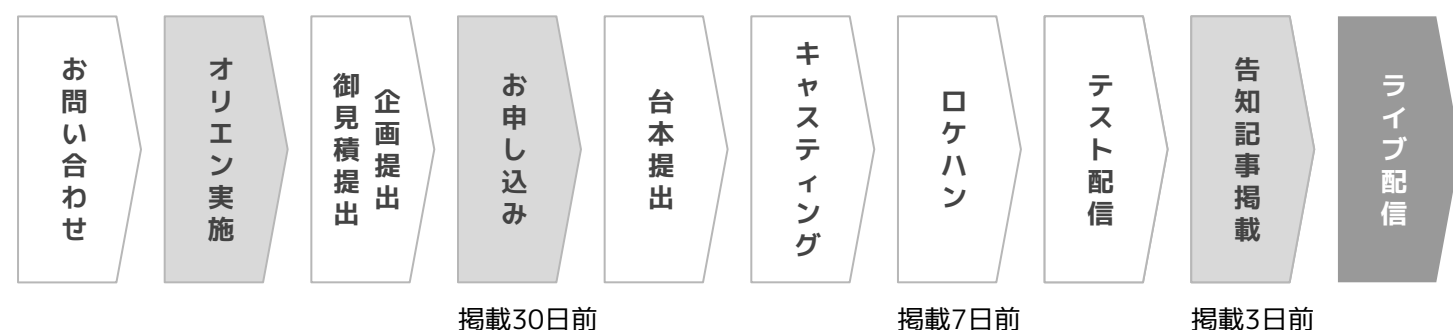 お問い合わせ
オリエン実施
企画提出
御見積提出
お申し込み
台本提出
キャスティング
ロケハン
テスト配信
告知記事掲載
ライブ配信
掲載30日前
掲載7日前
掲載3日前